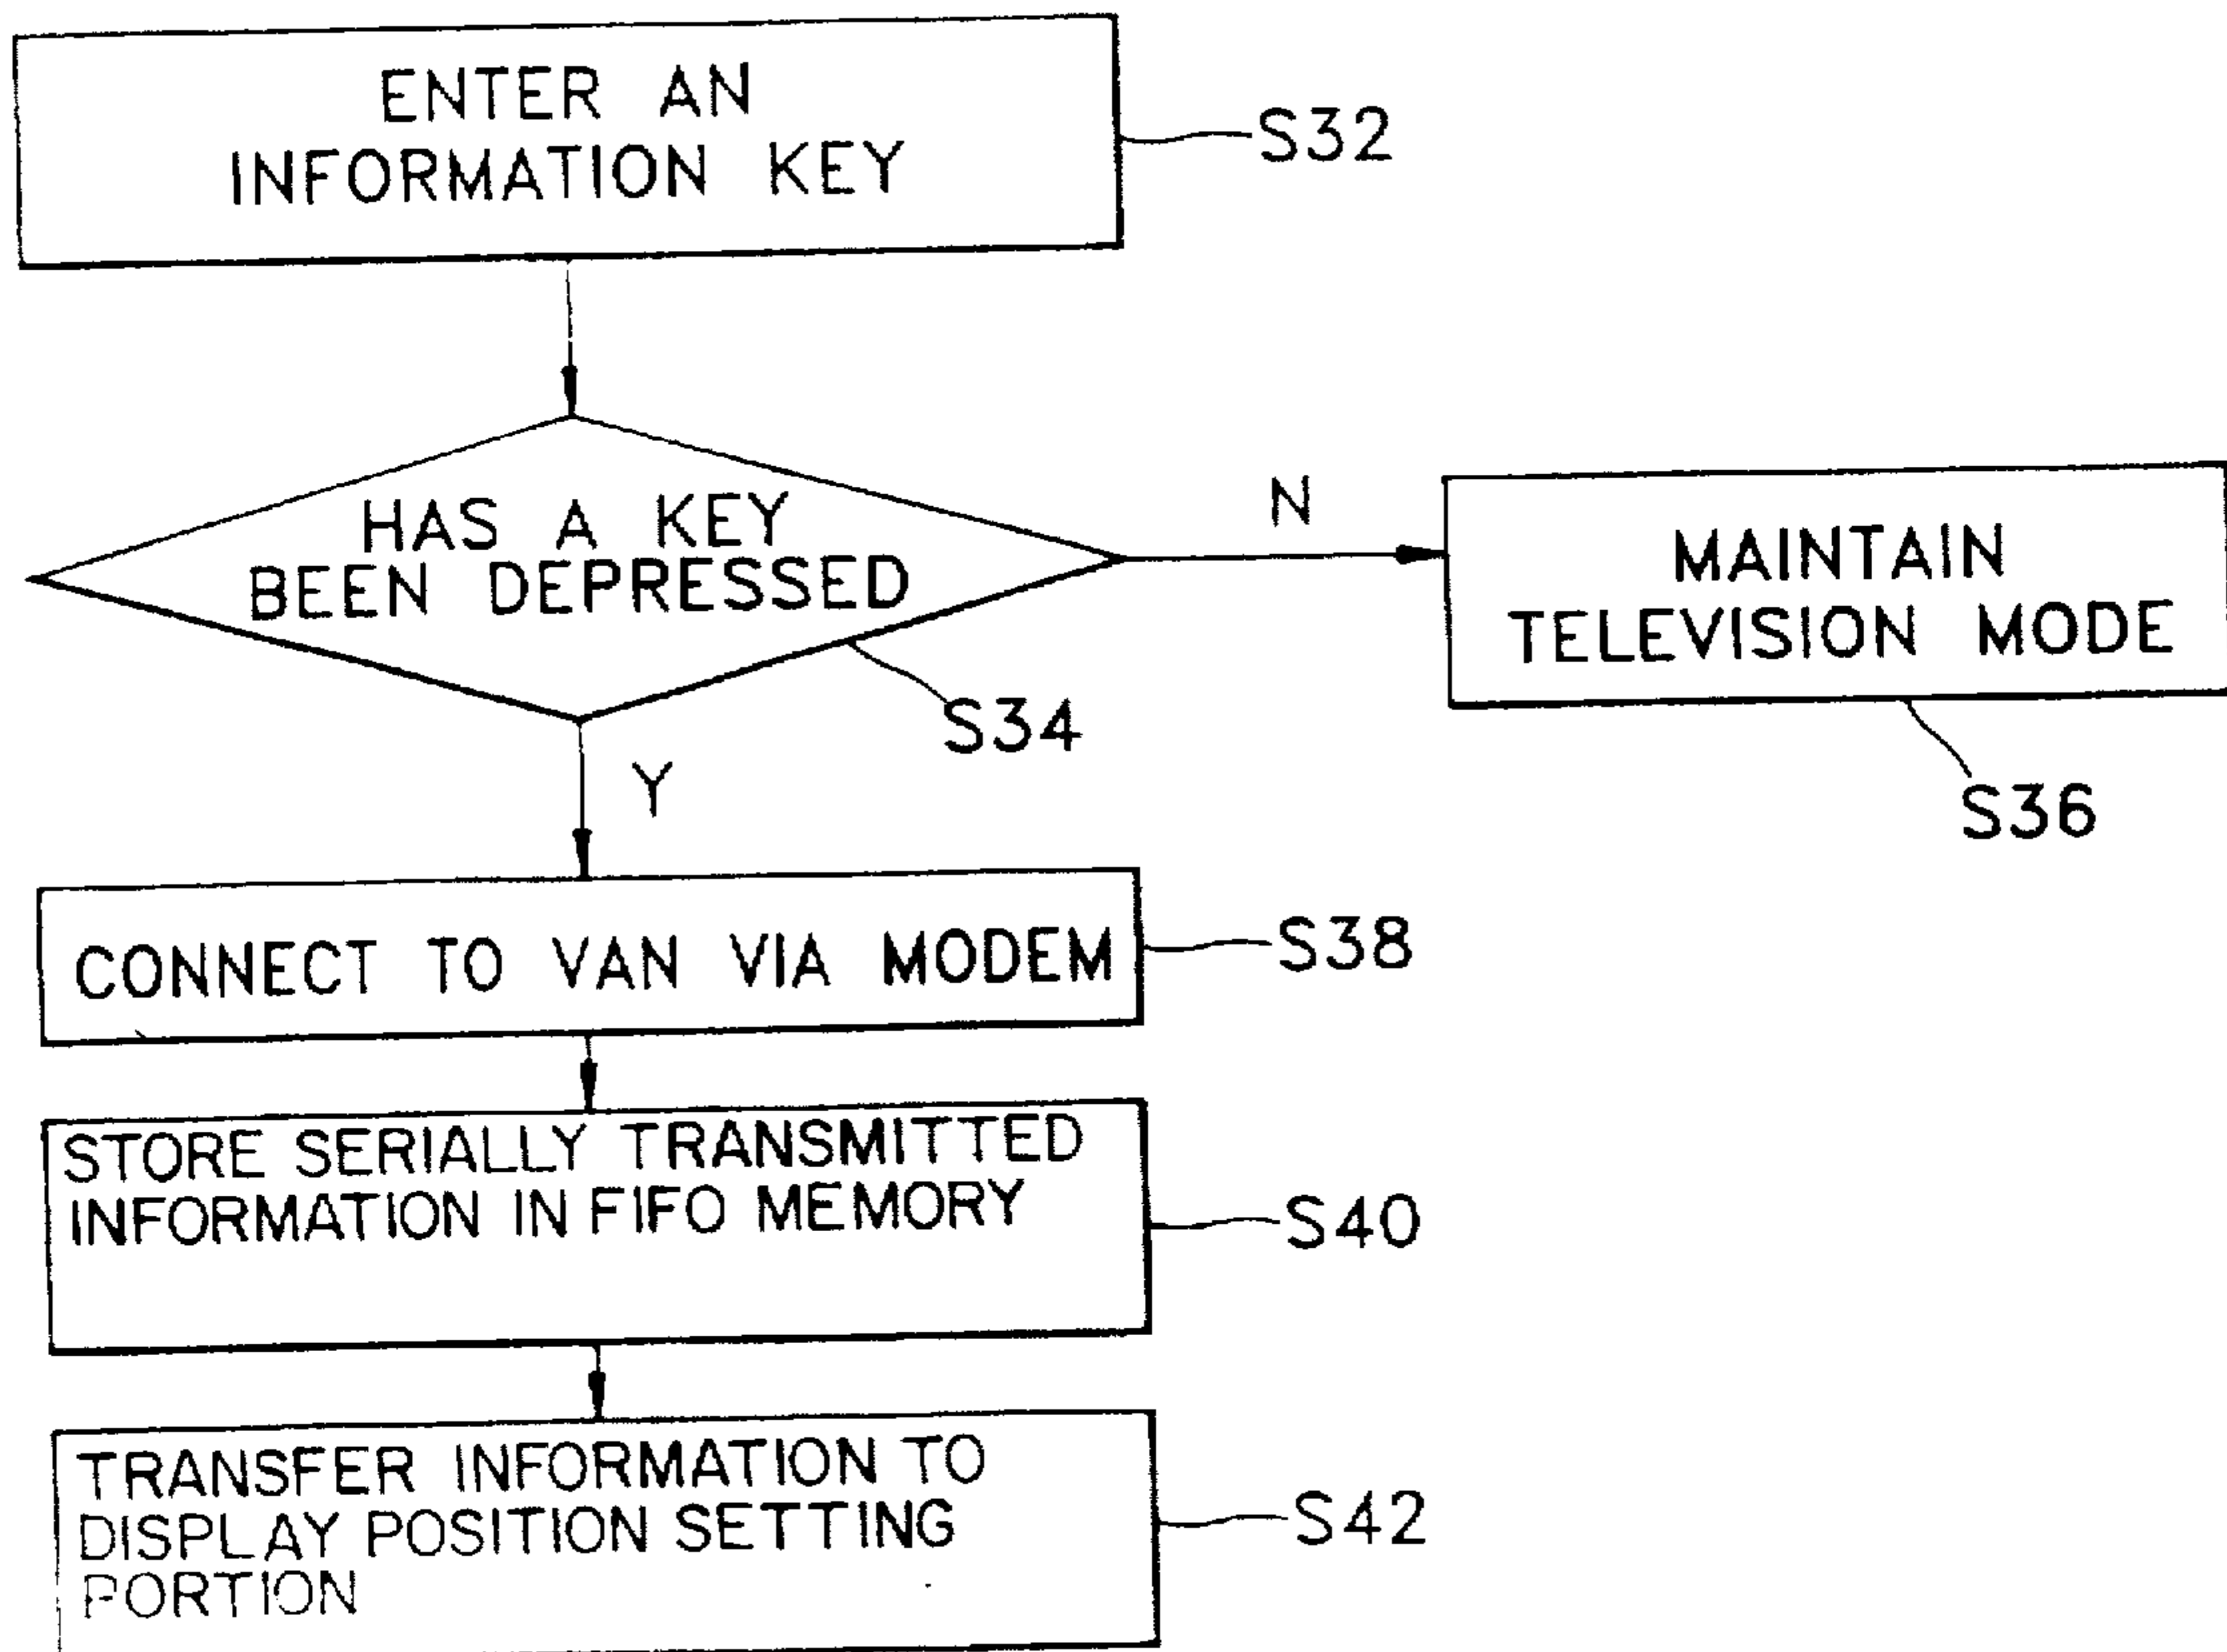 ENTER AN
INFORMATION KEY
S32
HAS A KEY
BEEN DEPRESSED
S34
N
MAINTAIN
TELEVISION MODE
S36
Y
CONNECT TO VAN VIA MODEM
S38
STORE SERIALLY TRANSMITTED
INFORMATION IN FIFO MEMORY
S40
TRANSFER INFORMATION TO
DISPLAY POSITION SETTING
PORTION
S42